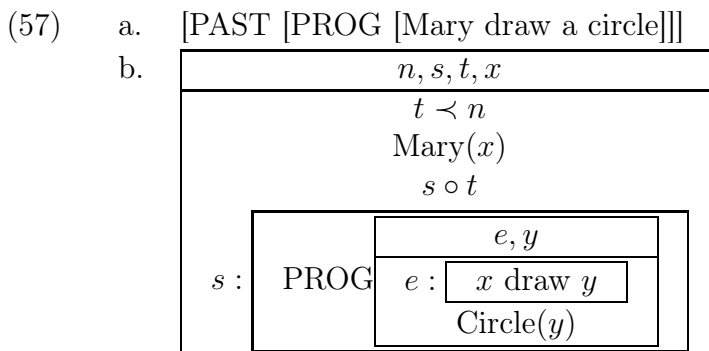 (57) a. [PAST [PROG [Mary draw a circle]]]
b. n, s, t, x
t ≺ n
Mary(x)
s ∘ t
e, y
s : PROG e : x draw y
Circle(y)